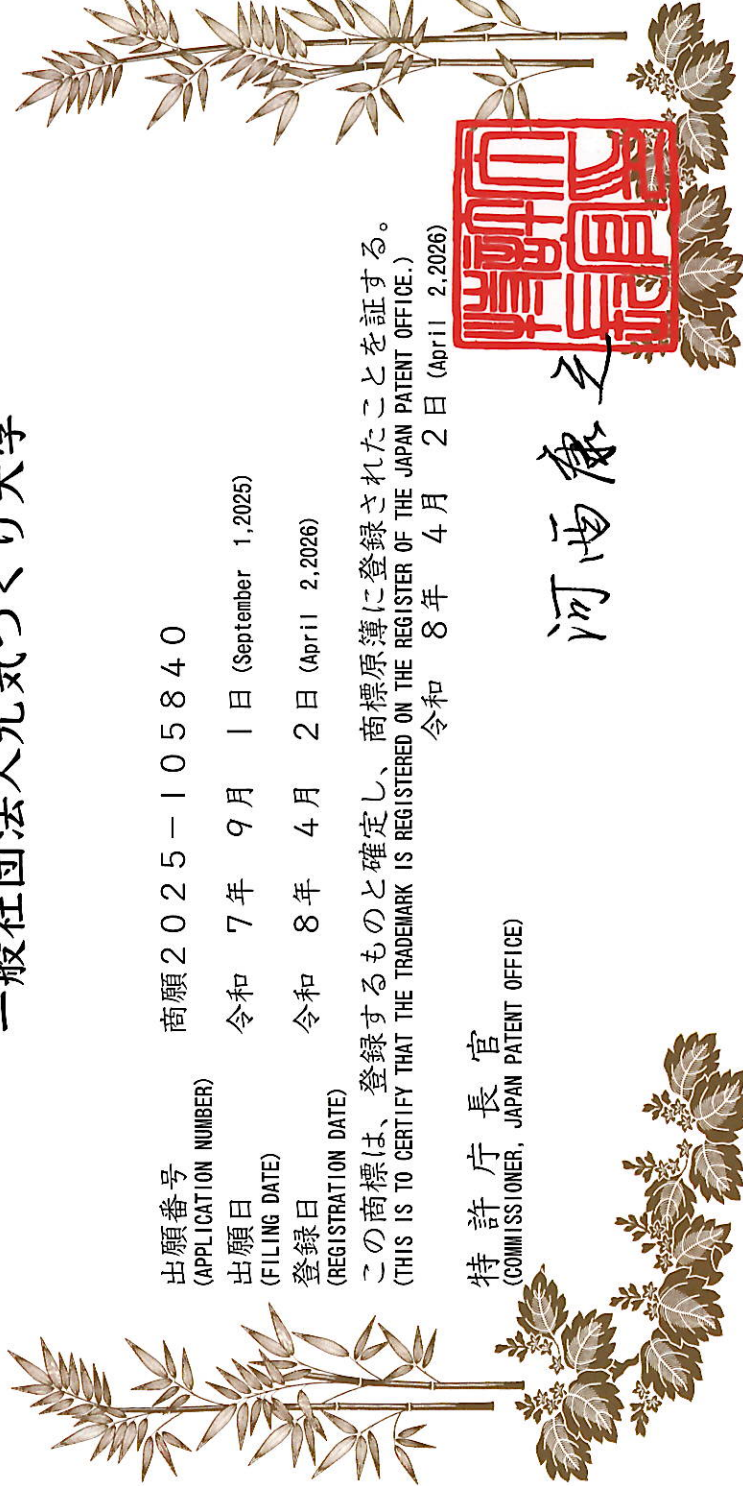 一般社団法人元気づくり大学
出願番号 商願２０２５－１０５８４０
(APPLICATION NUMBER)
出願日 令和 7年 9月 1日 (September 1,2025)
(FILING DATE)
登録日 令和 8年 4月 2日 (April 2,2026)
(REGISTRATION DATE)
この商標は、登録するものと確定し、商標原簿に登録されたことを証する。
(THIS IS TO CERTIFY THAT THE TRADEMARK IS REGISTERED ON THE REGISTER OF THE JAPAN PATENT OFFICE.)
令和 8年 4月 2日 (April 2,2026)
特許庁長官
(COMMISSIONER, JAPAN PATENT OFFICE)
河西康之